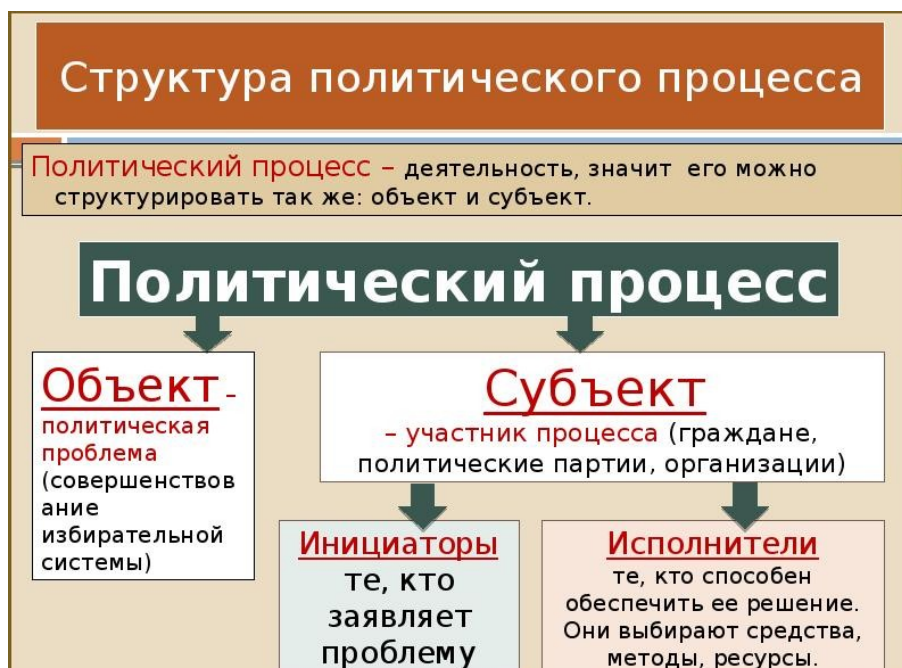 Структура политического процесса
Политический процесс – деятельность, значит его можно
структурировать так же: объект и субъект.
Политический процесс
Объект -
политическая
проблема
(совершенствов
ание
избирательной
системы)
Субъект
– участник процесса (граждане,
политические партии, организации)
Инициаторы
те, кто
заявляет
проблему
Исполнители
те, кто способен
обеспечить ее решение.
Они выбирают средства,
методы, ресурсы.